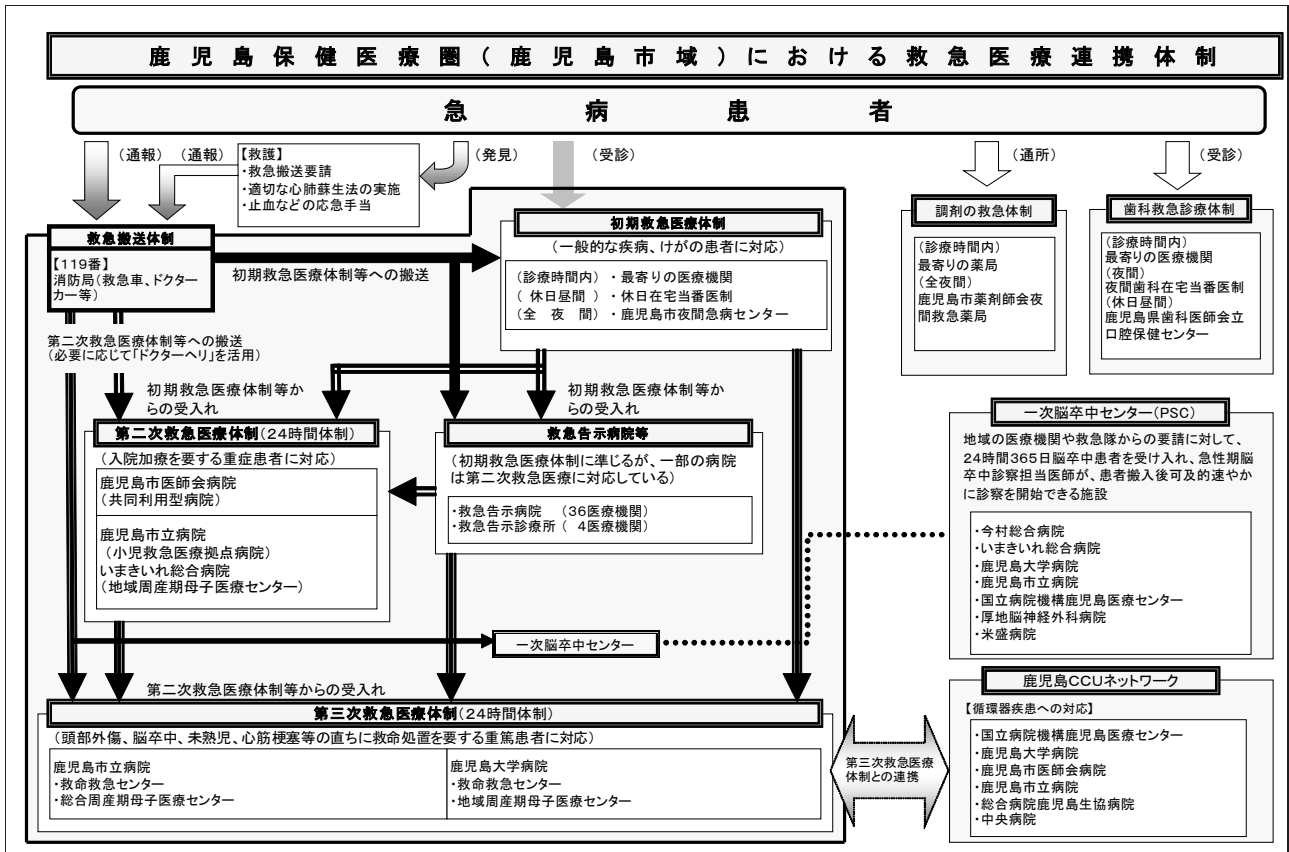 鹿児島保健医療圏(鹿児島市域)における救急医療連携体制
急病患者
(通報)
(通報)
【救護】
・救急搬送要請
・適切な心肺蘇生法の実施
・止血などの応急手当
(発見)
(受診)
(通所)
(受診)
救急搬送体制
【119番】
消防局(救急車、ドクター
カー等)
初期救急医療体制等への搬送
初期救急医療体制
(一般的な疾病、けがの患者に対応)
(診療時間内)・最寄りの医療機関
(休日昼間)・休日在宅当番医制
(全夜間)・鹿児島市夜間急病センター
調剤の救急体制
(診療時間内)
最寄りの薬局
(全夜間)
鹿児島市薬剤師会夜
間救急薬局
歯科救急診療体制
(診療時間内)
最寄りの医療機関
(夜間)
夜間歯科在宅当番医制
(休日昼間)
鹿児島県歯科医師会立
口腔保健センター
第二次救急医療体制等への搬送
(必要に応じて「ドクターヘリ」を活用)
初期救急医療体制等か
らの受入れ
初期救急医療体制等か
らの受入れ
第二次救急医療体制(24時間体制)
(入院加療を要する重症患者に対応)
鹿児島市医師会病院
(共同利用型病院)
鹿児島市立病院
(小児救急医療拠点病院)
いまきいれ総合病院
(地域周産期母子医療センター)
救急告示病院等
(初期救急医療体制に準じるが、一部の病院
は第二次救急医療に対応している)
・救急告示病院 (36医療機関)
・救急告示診療所( 4医療機関)
一次脳卒中センター(PSC)
地域の医療機関や救急隊からの要請に対して、
24時間365日脳卒中患者を受け入れ、急性期脳
卒中診察担当医師が、患者搬入後可及的速やか
に診察を開始できる施設
・今村総合病院
・いまきいれ総合病院
・鹿児島大学病院
・鹿児島市立病院
・国立病院機構鹿児島医療センター
・厚地脳神経外科病院
・米盛病院
一次脳卒中センター
第二次救急医療体制等からの受入れ
第三次救急医療体制(24時間体制)
(頭部外傷、脳卒中、未熟児、心筋梗塞等の直ちに救命処置を要する重篤患者に対応)
鹿児島市立病院
・救命救急センター
・総合周産期母子医療センター
鹿児島大学病院
・救命救急センター
・地域周産期母子医療センター
第三次救急医療
体制との連携
鹿児島CCUネットワーク
【循環器疾患への対応】
・国立病院機構鹿児島医療センター
・鹿児島大学病院
・鹿児島市医師会病院
・鹿児島市立病院
・総合病院鹿児島生協病院
・中央病院